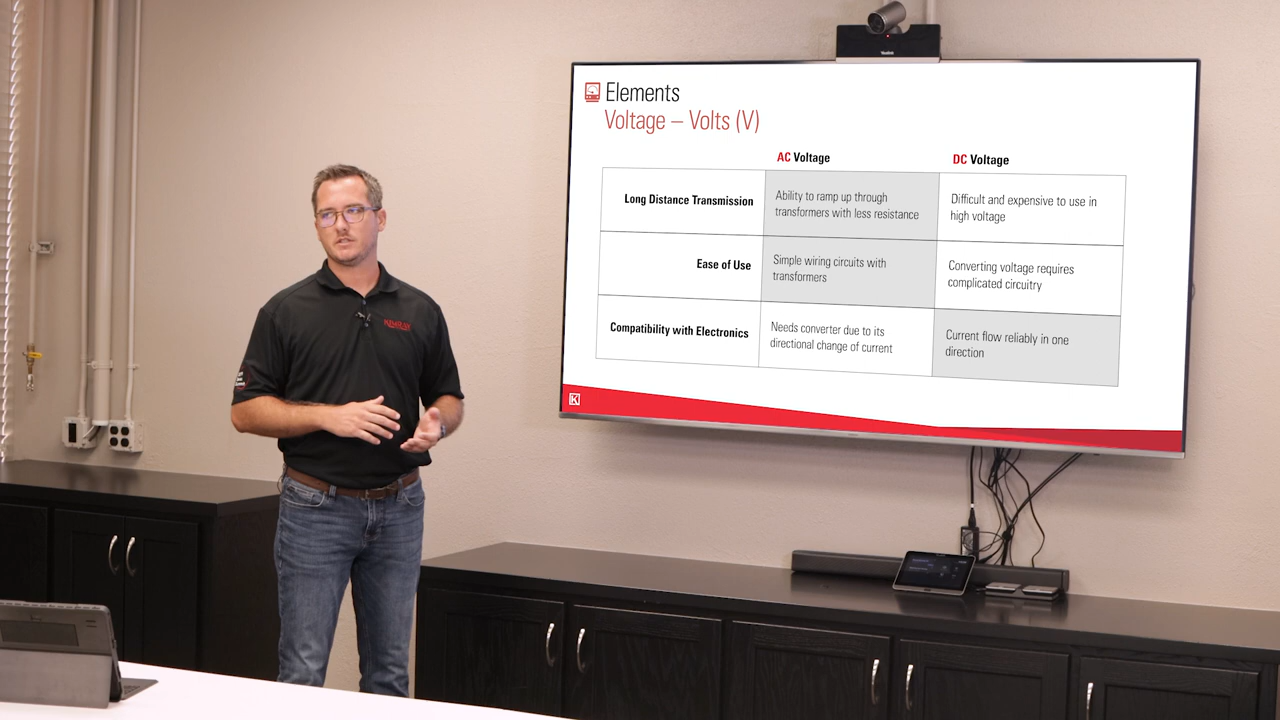 Elements
Voltage – Volts (V)
AC Voltage
DC Voltage
Long Distance Transmission
Ability to ramp up through
transformers with less resistance
Difficult and expensive to use in
high voltage
Ease of Use
Simple wiring circuits with
transformers
Converting voltage requires
complicated circuitry
Compatibility with Electronics
Needs converter due to its
directional change of current
Current flow reliably in one
direction
K
KIMRAY
Yealink